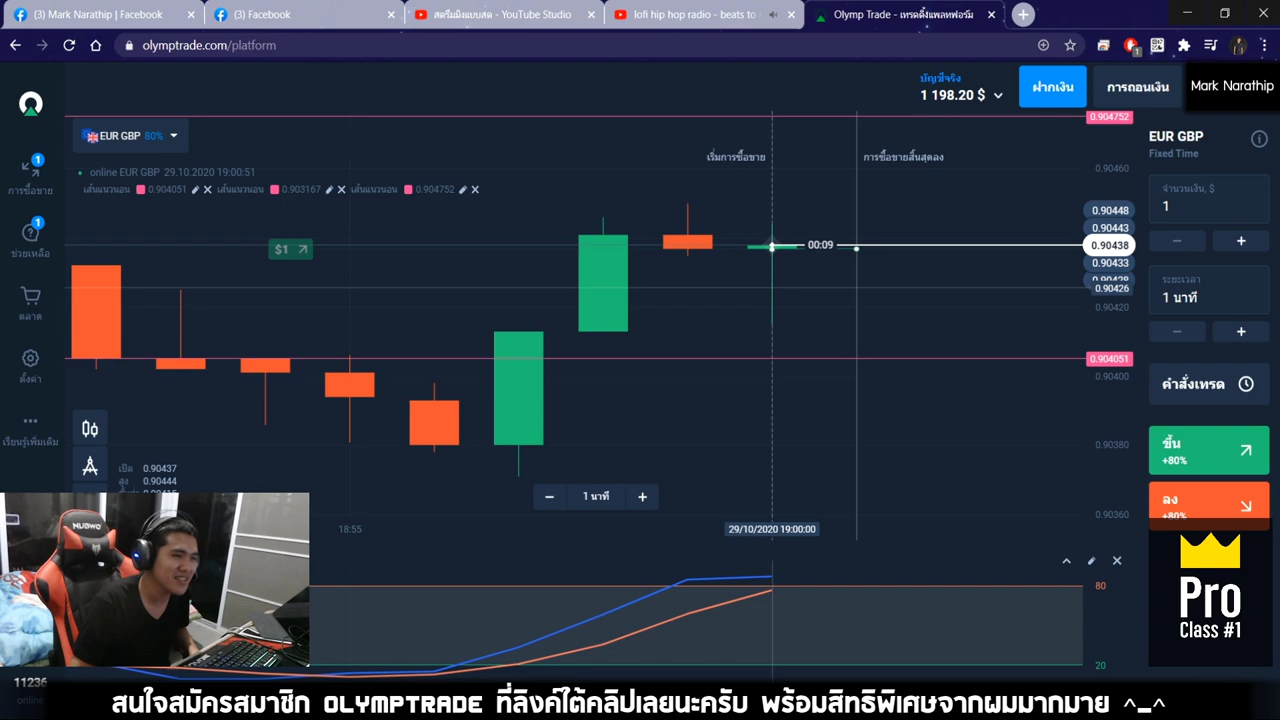 (3) Mark Narathip | Facebook
(3) Facebook
สตรีมมิงแบบสด - YouTube Studio
lofi hip hop radio - beats to
Olymp Trade - เทรดดิ้งแพลทฟอร์ม
olymptrade.com/platform
1
บัญชีจริง
1 198.20 $
ฝากเงิน
การถอนเงิน
Mark Narathip
EUR GBP 80%
online EUR GBP 29.10.2020 19:00:51
เส้นแนวนอน 0.904051
เส้นแนวนอน 0.903167
เส้นแนวนอน 0.904752
1
การซื้อขาย
1
ช่วยเหลือ
ตลาด
ตั้งค่า
เรียนรู้เพิ่มเติม
$1
เริ่มการซื้อขาย
การซื้อขายสิ้นสุดลง
00:09
0.904752
0.90460
0.90448
0.90443
0.90438
0.90433
0.90426
0.90420
0.904051
0.90400
0.90380
0.90360
EUR GBP
Fixed Time
จำนวนเงิน, $
1
ระยะเวลา
1 นาที
คำสั่งเทรด
ขึ้น
+80%
ลง
+80%
เปิด 0.90437
สูง 0.90444
1 นาที
18:55
29/10/2020 19:00:00
80
20
NUBWO
Pro
Class #1
11236
online
สนใจสมัครสมาชิก OLYMPTRADE ที่ลิงค์ใต้คลิปเลยนะครับ พร้อมสิทธิพิเศษจากผมมากมาย ^_^